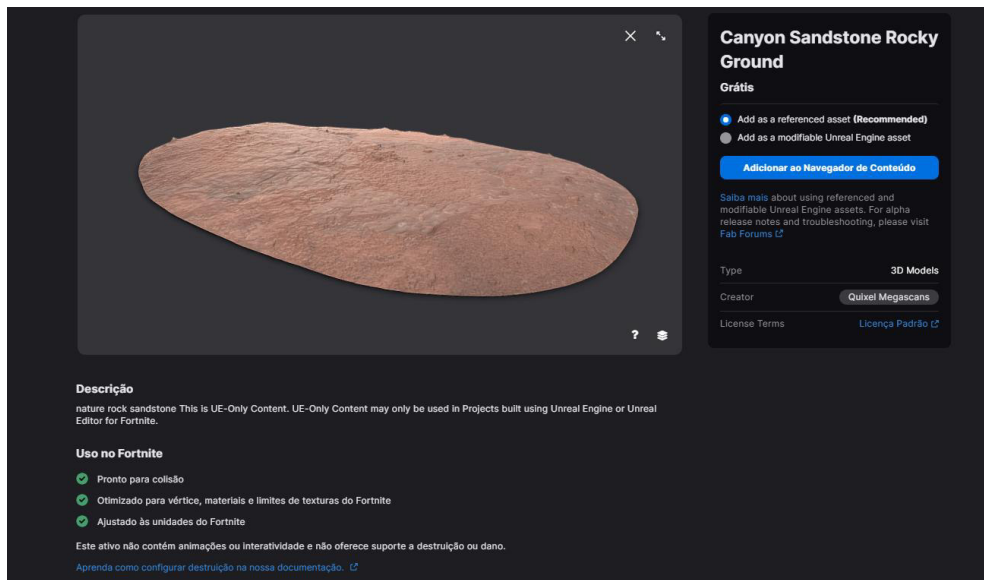 Canyon Sandstone Rocky
Ground
Grátis
Add as a referenced asset (Recommended)
Add as a modifiable Unreal Engine asset
Adicionar ao Navegador de Conteúdo
Saiba mais about using referenced and
modifiable Unreal Engine assets. For alpha
release notes and troubleshooting, please visit
Fab Forums
Type 3D Models
Creator Quixel Megascans
License Terms Licença Padrão
?
Descrição
nature rock sandstone This is UE-Only Content. UE-Only Content may only be used in Projects built using Unreal Engine or Unreal
Editor for Fortnite.
Uso no Fortnite
Pronto para colisão
Otimizado para vértice, materiais e limites de texturas do Fortnite
Ajustado às unidades do Fortnite
Este ativo não contém animações ou interatividade e não oferece suporte a destruição ou dano.
Aprenda como configurar destruição na nossa documentação.